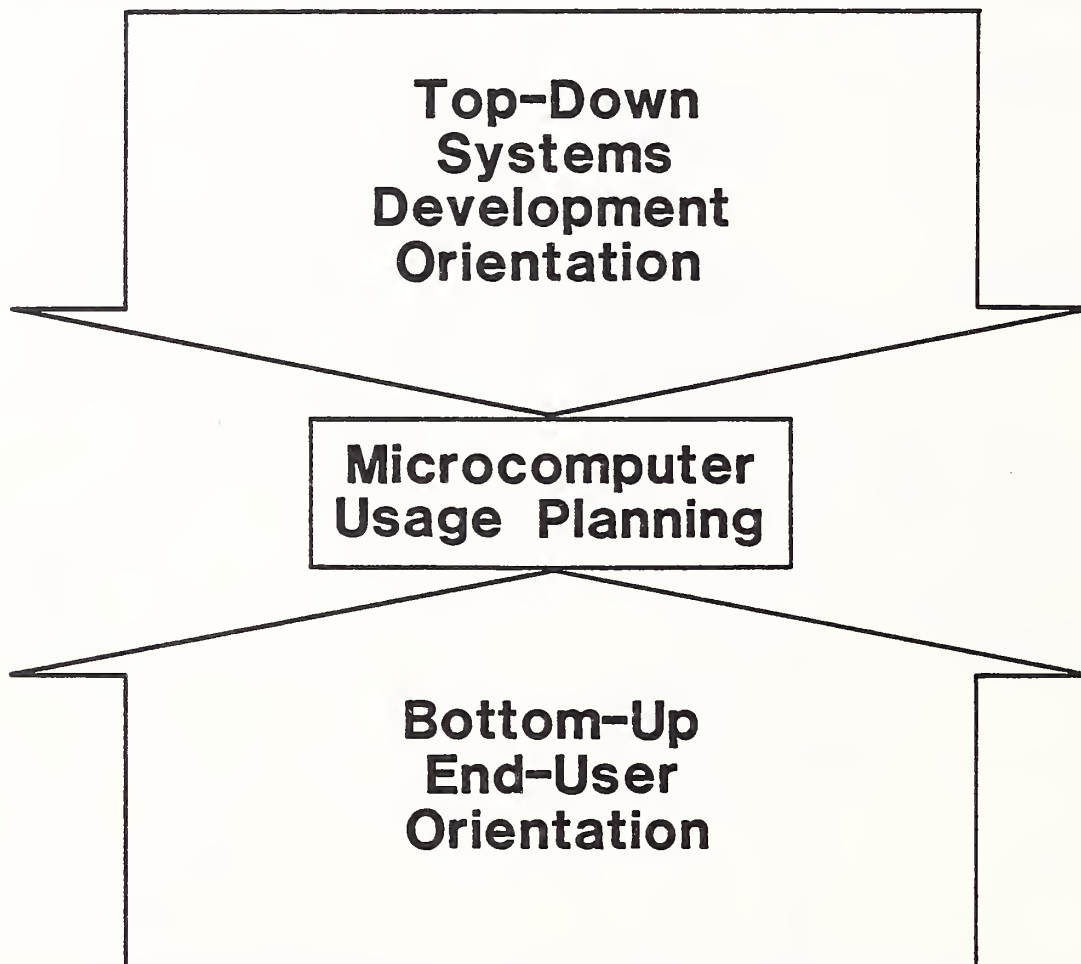 Top-Down
Systems
Development
Orientation
Microcomputer
Usage Planning
Bottom-Up
End-User
Orientation